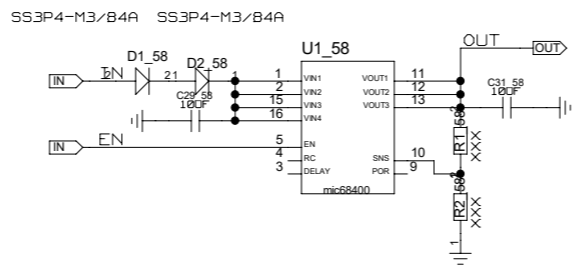 SS3P4-M3/84A SS3P4-M3/84A
D1_58 D2_58 U1_58 OUT OUT
IN IN 21 1 1 VIN1 VOUT1 11
C29_58 2 VIN2 VOUT2 12 C31_58
10UF 15 VIN3 VOUT3 13 10UF
16 VIN4
IN EN 5 EN R1_58 XXX
4 RC SNS 10
3 DELAY POR 9
mic68400 R2_58 XXX
1